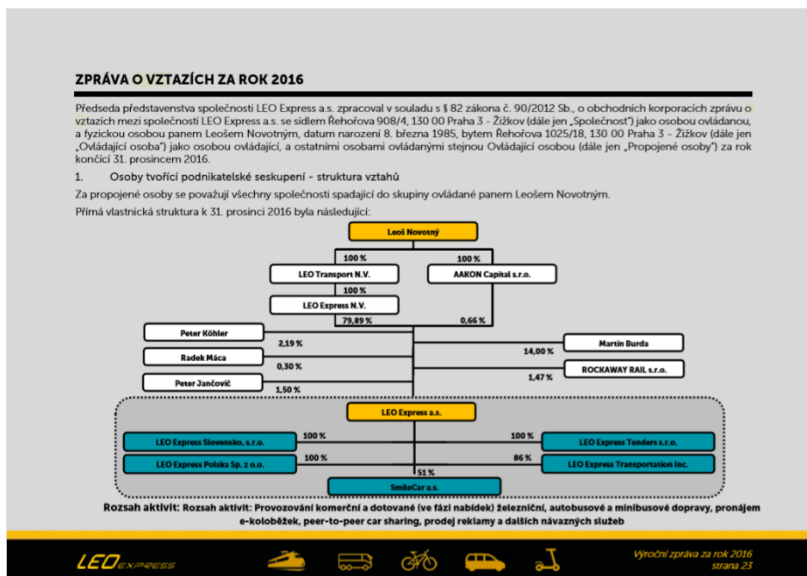 ZPRÁVA O VZTAZÍCH ZA ROK 2016
Předseda představenstva společnosti LEO Express a.s. zpracoval v souladu s § 82 zákona č. 90/2012 Sb., o obchodních korporacích zprávu o
vztazích mezi společností LEO Express a.s. se sídlem Řehořova 908/4, 130 00 Praha 3 - Žižkov (dále jen „Společnost") jako osobou ovládanou,
a fyzickou osobou panem Leošem Novotným, datum narození 8. března 1985, bytem Řehořova 1025/18, 130 00 Praha 3 - Žižkov (dále jen
„Ovládající osoba") jako osobou ovládající, a ostatními osobami ovládanými stejnou Ovládající osobou (dále jen „Propojené osoby") za rok
končící 31. prosincem 2016.
1. Osoby tvořící podnikatelské seskupení - struktura vztahů
Za propojené osoby se považují všechny společnosti spadající do skupiny ovládané panem Leošem Novotným.
Přímá vlastnická struktura k 31. prosinci 2016 byla následující:
Leoš Novotný
100 % 100 %
LEO Transport N.V. AAKON Capital s.r.o.
100 %
LEO Express N.V.
79,89 % 0,66 %
Peter Köhler
2,19 %
Martin Burda
14,00 %
Radek Máca
0,30 %
ROCKAWAY RAIL s.r.o.
1,47 %
Peter Jančovič
1,50 %
LEO Express a.s.
LEO Express Slovensko, s.r.o. 100 % 100 % LEO Express Tenders s.r.o.
LEO Express Polska Sp. z o.o. 100 % 86 % LEO Express Transportation Inc.
51 %
SmileCar a.s.
Rozsah aktivit: Rozsah aktivit: Provozování komerční a dotované (ve fázi nabídek) železniční, autobusové a minibusové dopravy, pronájem
e-koloběžek, peer-to-peer car sharing, prodej reklamy a dalších návazných služeb
LEO EXPRESS
Výroční zpráva za rok 2016
strana 23